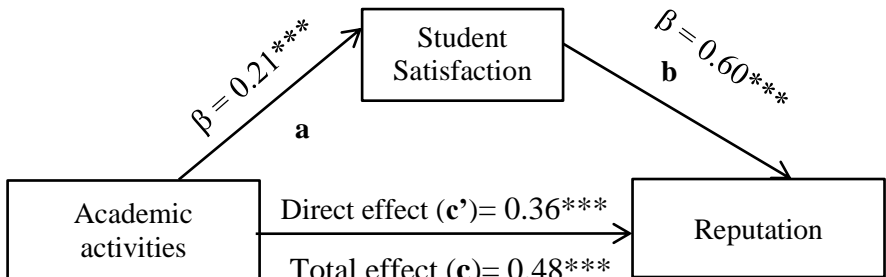 Student
Satisfaction
β = 0.21***
β = 0.60***
a
b
Academic
activities
Direct effect (c’)= 0.36***
Total effect (c)= 0.48***
Reputation